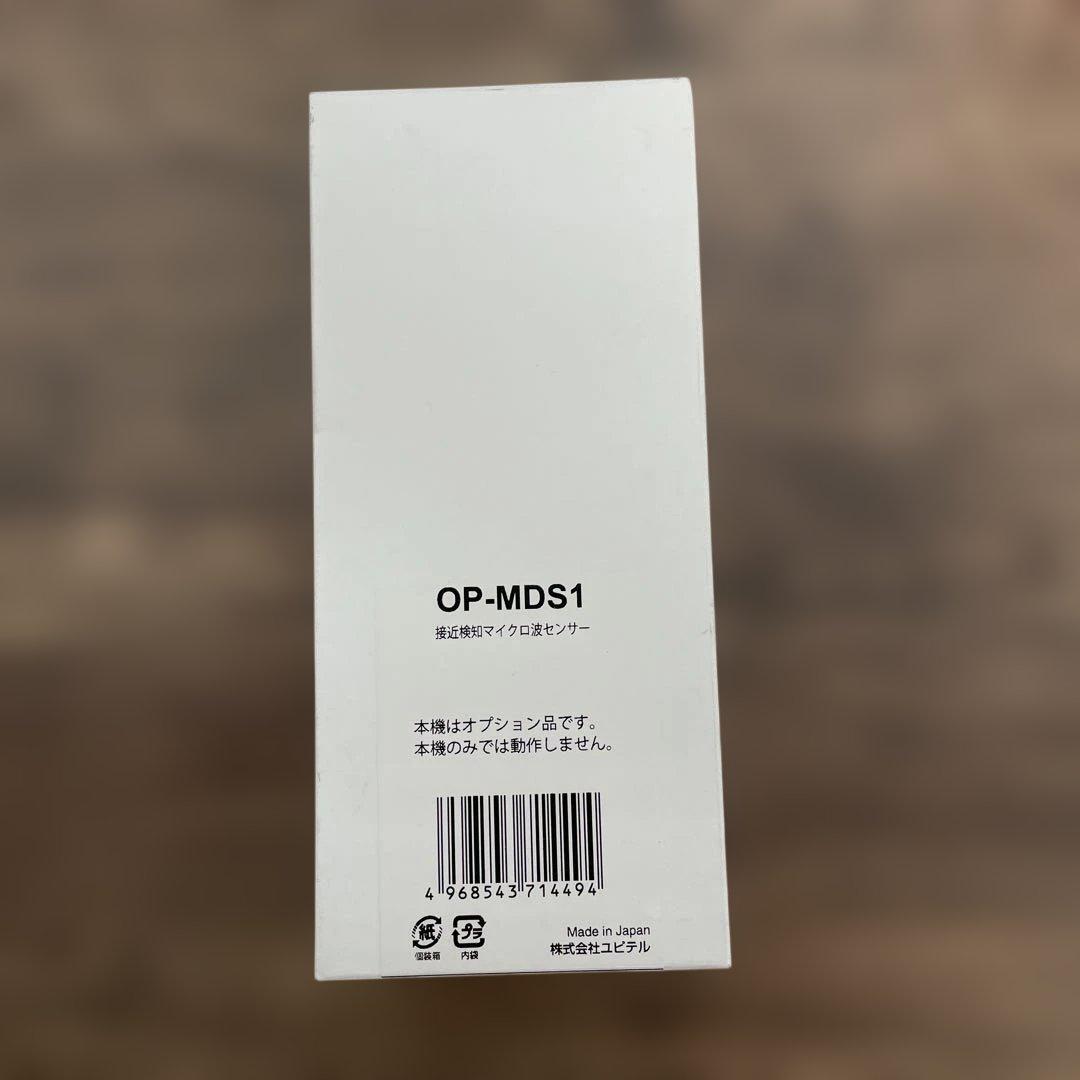 OP-MDS1
接近検知マイクロ波センサー
本機はオプション品です。
本機のみでは動作しません。
4 968543 714494
紙 プラ
個装箱 内袋
Made in Japan
株式会社ユピテル